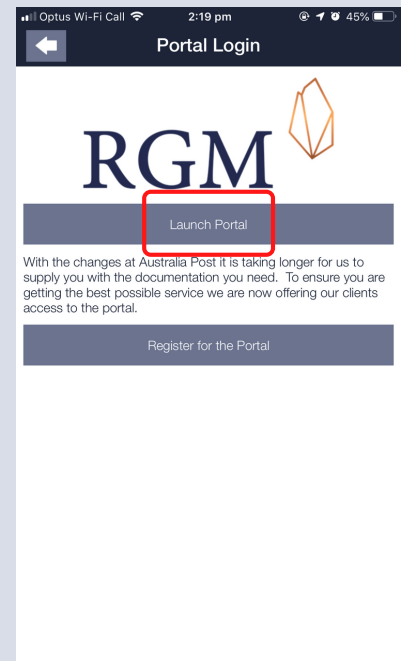 Optus Wi-Fi Call 2:19 pm 45%
Portal Login
RGM
Launch Portal
With the changes at Australia Post it is taking longer for us to
supply you with the documentation you need. To ensure you are
getting the best possible service we are now offering our clients
access to the portal.
Register for the Portal